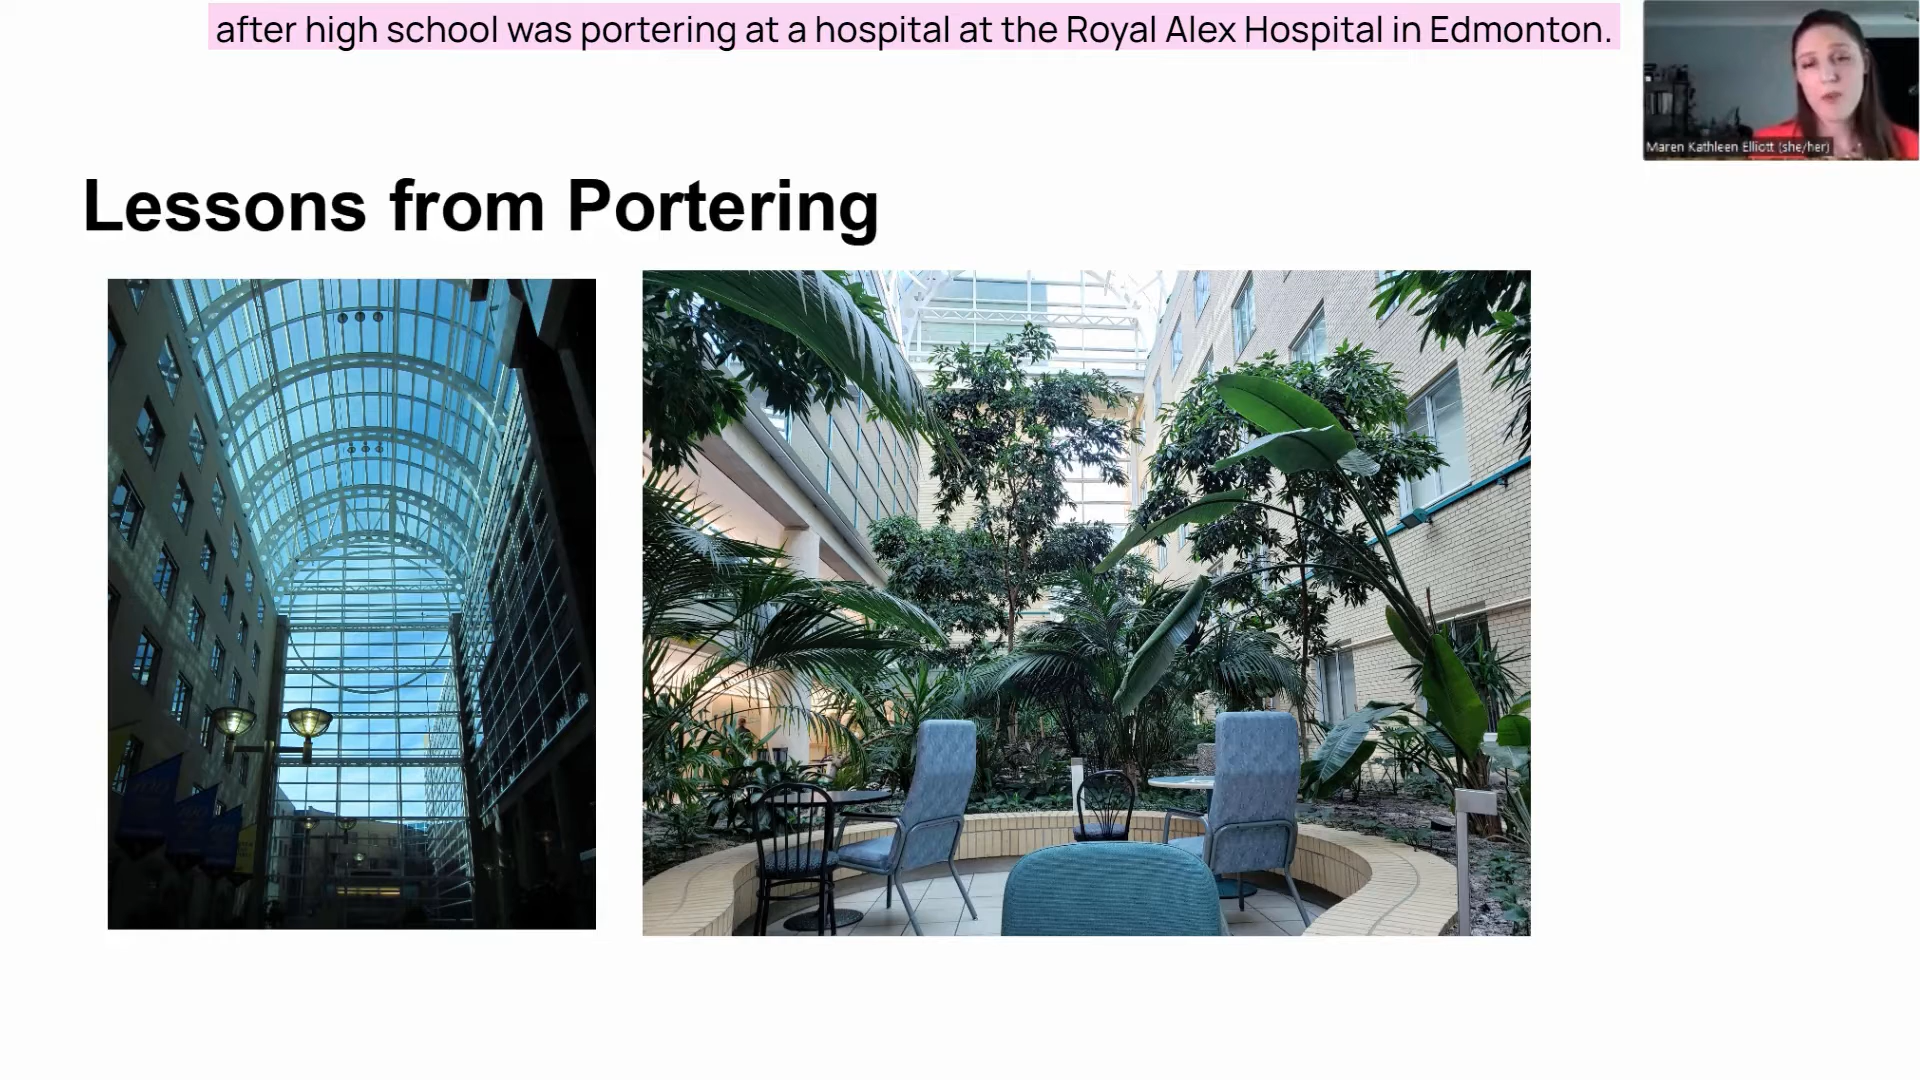 after high school was portering at a hospital at the Royal Alex Hospital in Edmonton.
Maren Kathleen Elliott (she/her)
Lessons from Portering